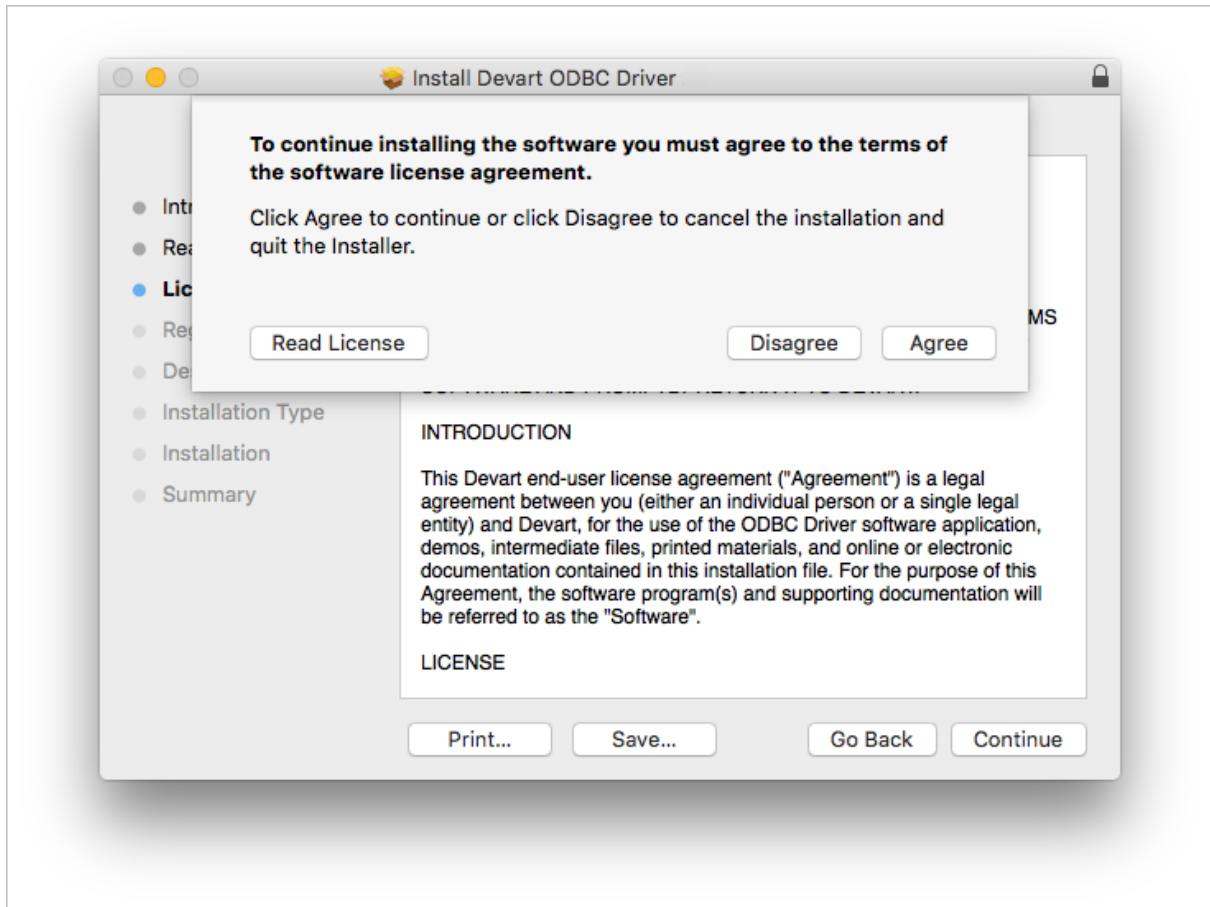 Install Devart ODBC Driver
To continue installing the software you must agree to the terms of
the software license agreement.
Click Agree to continue or click Disagree to cancel the installation and
quit the Installer.
Read License
Disagree
Agree
Installation Type
Installation
Summary
MS
INTRODUCTION
This Devart end-user license agreement ("Agreement") is a legal
agreement between you (either an individual person or a single legal
entity) and Devart, for the use of the ODBC Driver software application,
demos, intermediate files, printed materials, and online or electronic
documentation contained in this installation file. For the purpose of this
Agreement, the software program(s) and supporting documentation will
be referred to as the "Software".
LICENSE
Print...
Save...
Go Back
Continue